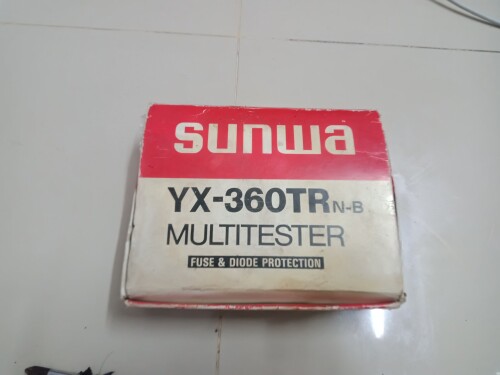 sunwa
YX-360TRN-B
MULTITESTER
FUSE & DIODE PROTECTION